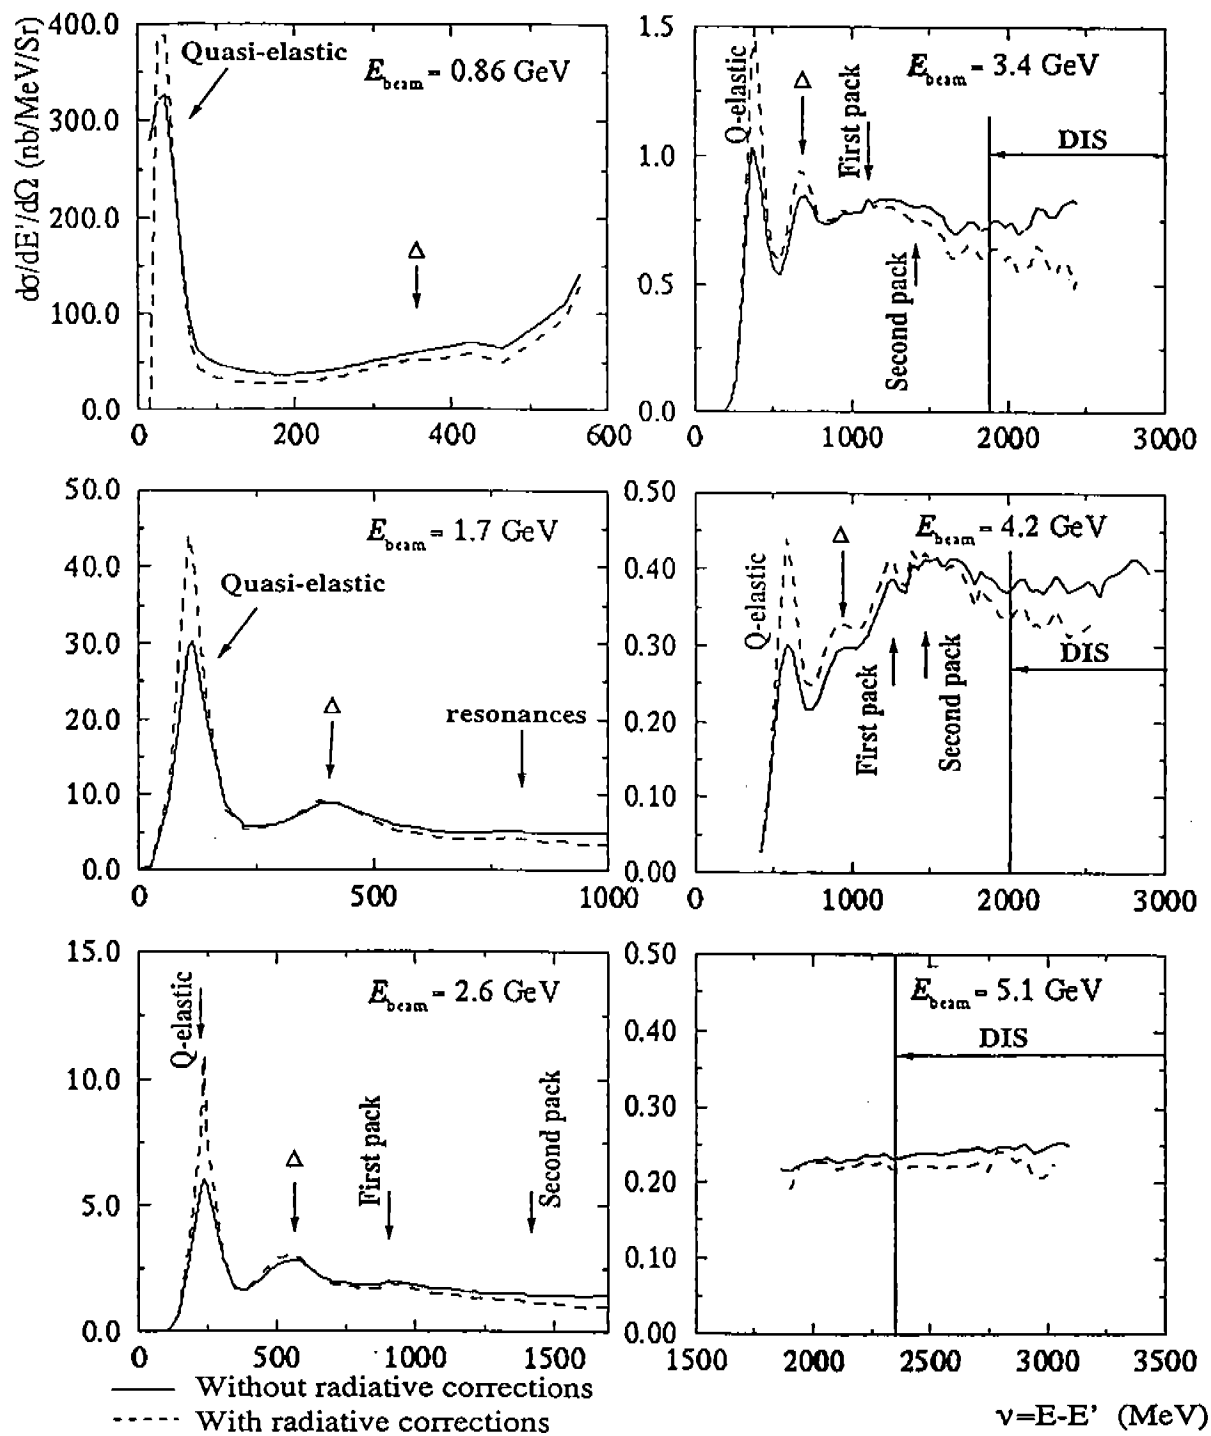 dσ/dE'/dΩ (nb/MeV/Sr)
400.0
300.0
200.0
100.0
0.0
0
200
400
600
Quasi-elastic
E beam = 0.86 GeV
Δ
1.5
1.0
0.5
0.0
0
1000
2000
3000
Q-elastic
Δ
First pack
Second pack
E beam = 3.4 GeV
DIS
50.0
40.0
30.0
20.0
10.0
0.0
0
500
1000
E beam = 1.7 GeV
Quasi-elastic
Δ
resonances
0.50
0.40
0.30
0.20
0.10
0.00
0
1000
2000
3000
Q-elastic
Δ
E beam = 4.2 GeV
First pack
Second pack
DIS
15.0
10.0
5.0
0.0
0
500
1000
1500
Q-elastic
E beam = 2.6 GeV
Δ
First pack
Second pack
0.50
0.40
0.30
0.20
0.10
0.00
1500
2000
2500
3000
3500
E beam = 5.1 GeV
DIS
Without radiative corrections
With radiative corrections
ν=E-E' (MeV)